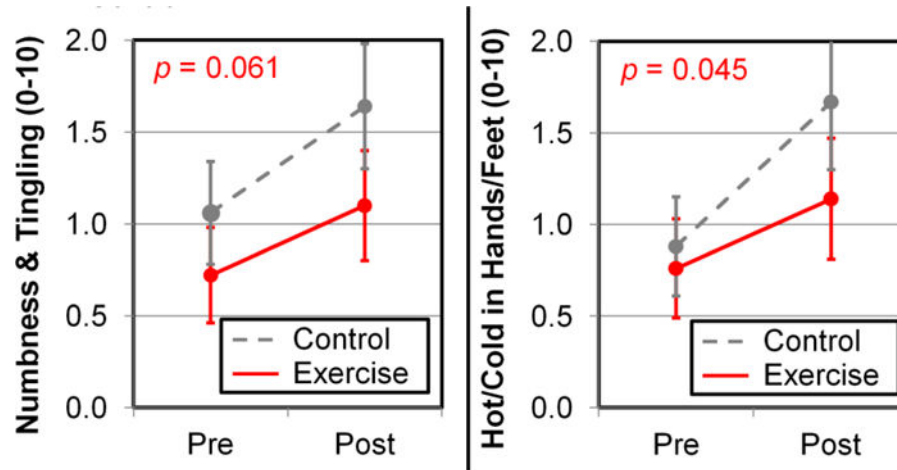 Numbness & Tingling (0-10)
2.0
1.5
1.0
0.5
0.0
p = 0.061
Control
Exercise
Pre
Post
Hot/Cold in Hands/Feet (0-10)
2.0
1.5
1.0
0.5
0.0
p = 0.045
Control
Exercise
Pre
Post